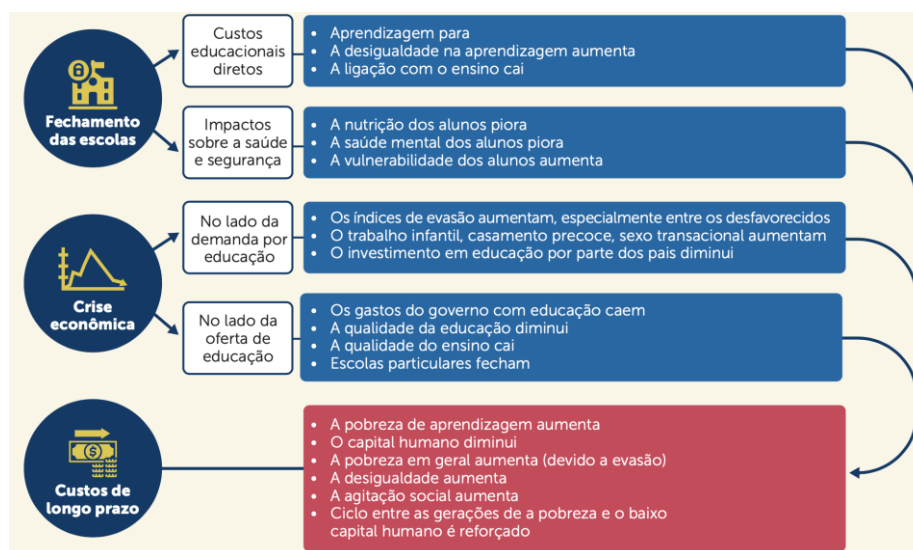 Fechamento
das escolas
Custos
educacionais
diretos
• Aprendizagem para
• A desigualdade na aprendizagem aumenta
• A ligação com o ensino cai
Impactos
sobre a saúde
e segurança
• A nutrição dos alunos piora
• A saúde mental dos alunos piora
• A vulnerabilidade dos alunos aumenta
Crise
econômica
No lado da
demanda por
educação
• Os índices de evasão aumentam, especialmente entre os desfavorecidos
• O trabalho infantil, casamento precoce, sexo transacional aumentam
• O investimento em educação por parte dos pais diminui
No lado da
oferta de
educação
• Os gastos do governo com educação caem
• A qualidade da educação diminui
• A qualidade do ensino cai
• Escolas particulares fecham
$
Custos de
longo prazo
• A pobreza de aprendizagem aumenta
• O capital humano diminui
• A pobreza em geral aumenta (devido a evasão)
• A desigualdade aumenta
• A agitação social aumenta
• Ciclo entre as gerações de a pobreza e o baixo
capital humano é reforçado